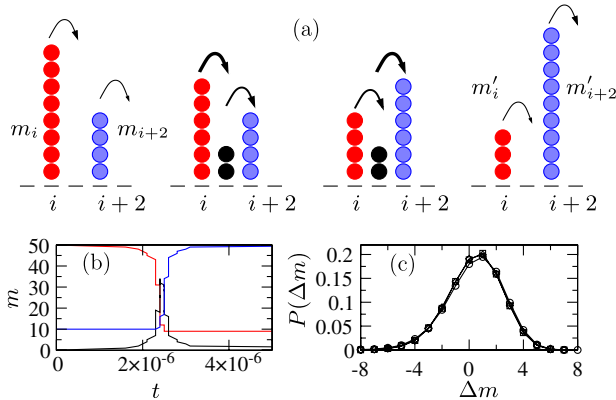 (a)
m_i m_{i+2} m'_i m'_{i+2}
i i + 2 i i + 2 i i + 2 i i + 2
(b)
m
50
40
30
20
10
0
0 2×10^{-6} 4×10^{-6}
t
(c)
P(Δm)
0.2
0.15
0.1
0.05
0
-8 -4 0 4 8
Δm